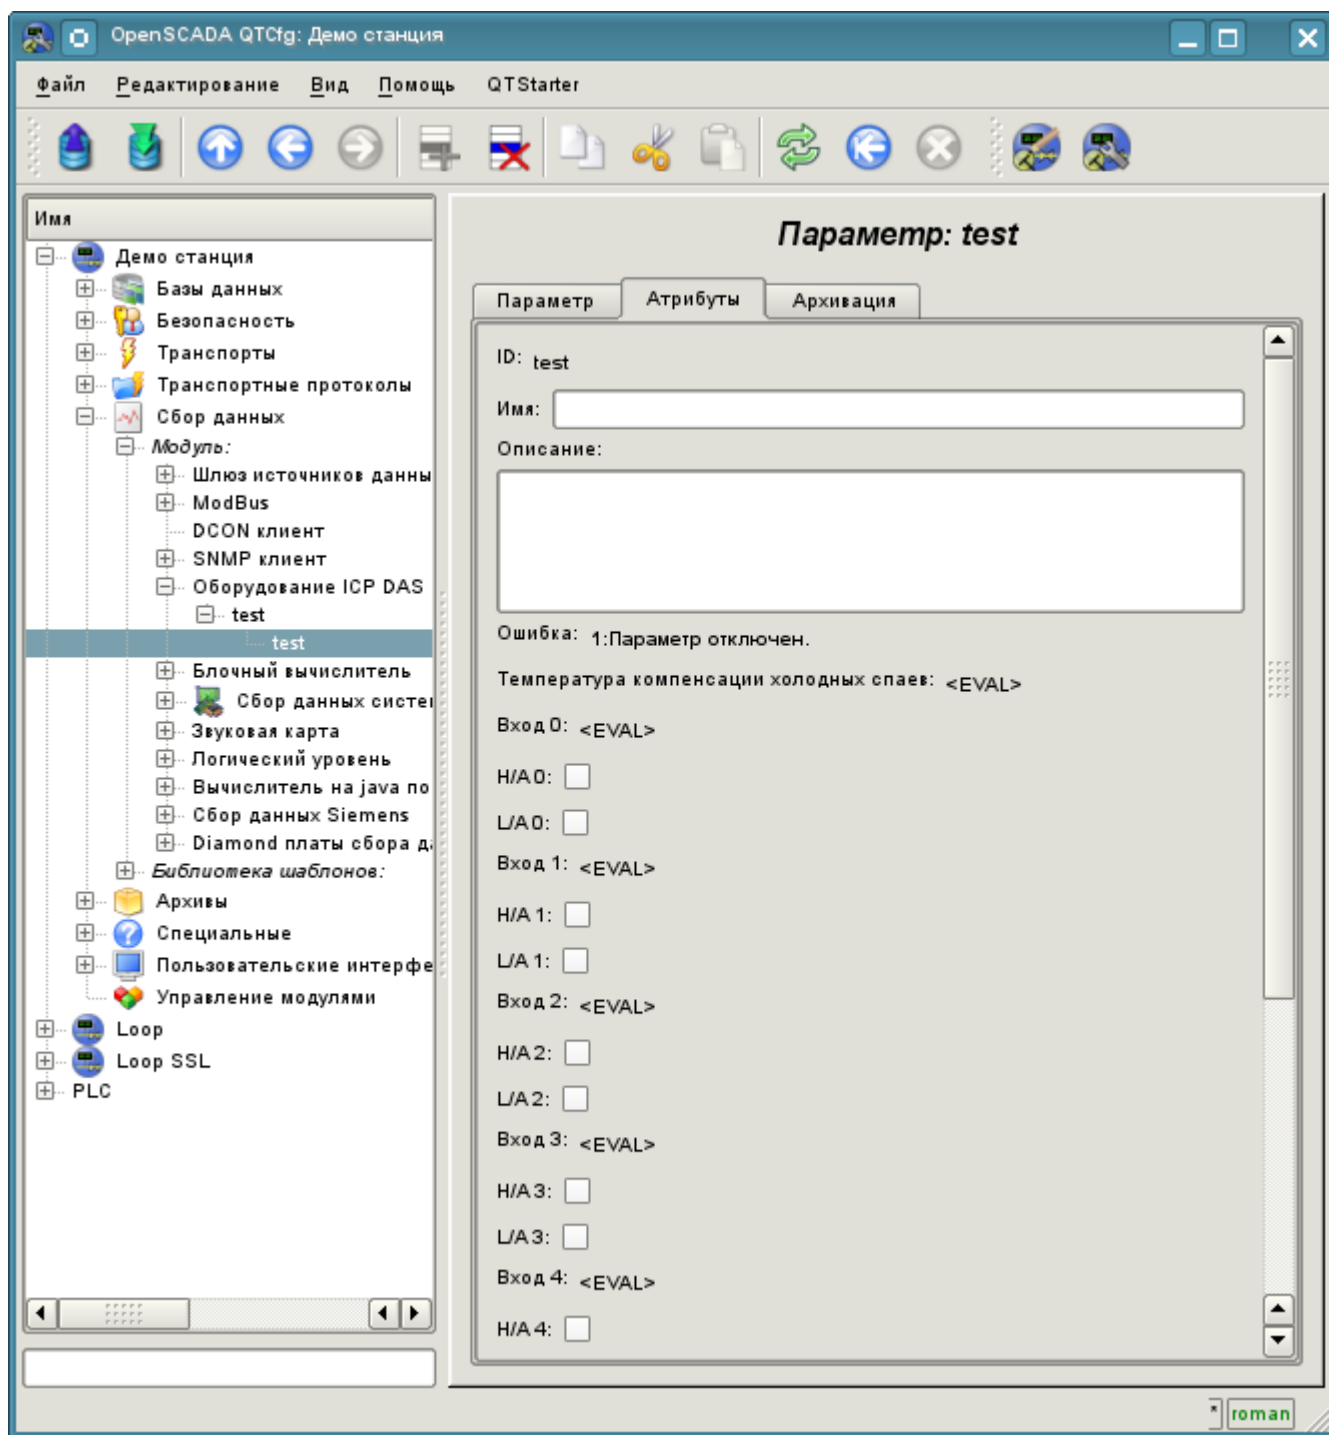 OpenSCADA QTCfg: Демо станция
Файл Редактирование Вид Помощь QTStarter
Имя
Демо станция
Базы данных
Безопасность
Транспорты
Транспортные протоколы
Сбор данных
Модуль:
Шлюз источников данны
ModBus
DCON клиент
SNMP клиент
Оборудование ICP DAS
test
test
Блочный вычислитель
Сбор данных систе
Звуковая карта
Логический уровень
Вычислитель на java по
Сбор данных Siemens
Diamond платы сбора д
Библиотека шаблонов:
Архивы
Специальные
Пользовательские интерфе
Управление модулями
Loop
Loop SSL
PLC
Параметр: test
Параметр Атрибуты Архивация
ID: test
Имя:
Описание:
Ошибка: 1:Параметр отключен.
Температура компенсации холодных спаев: <EVAL>
Вход 0: <EVAL>
H/A 0:
L/A 0:
Вход 1: <EVAL>
H/A 1:
L/A 1:
Вход 2: <EVAL>
H/A 2:
L/A 2:
Вход 3: <EVAL>
H/A 3:
L/A 3:
Вход 4: <EVAL>
H/A 4:
* roman